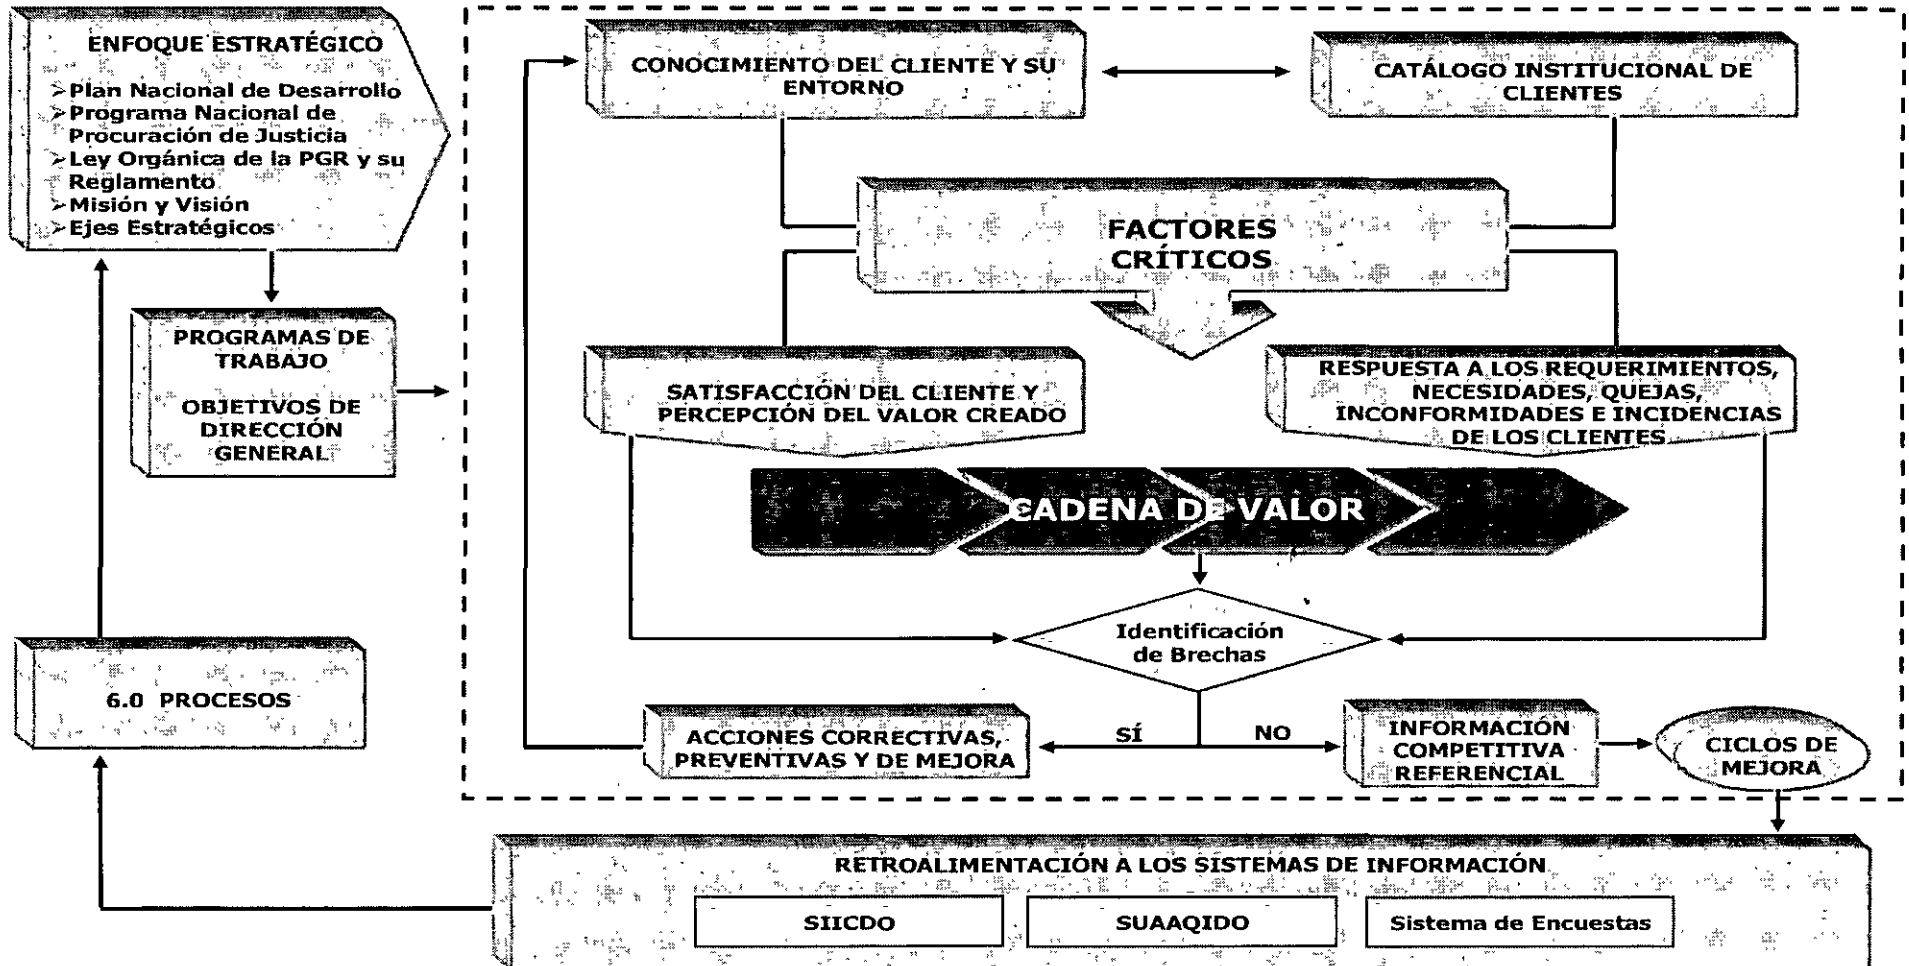 ENFOQUE ESTRATÉGICO
➢Plan Nacional de Desarrollo
➢Programa Nacional de
Procuración de Justicia
➢Ley Orgánica de la PGR y su
Reglamento
➢Misión y Visión
➢Ejes Estratégicos
PROGRAMAS DE
TRABAJO
OBJETIVOS DE
DIRECCIÓN
GENERAL
6.0 PROCESOS
CONOCIMIENTO DEL CLIENTE Y SU
ENTORNO
CATÁLOGO INSTITUCIONAL DE
CLIENTES
FACTORES
CRÍTICOS
SATISFACCIÓN DEL CLIENTE Y
PERCEPCIÓN DEL VALOR CREADO
RESPUESTA A LOS REQUERIMIENTOS,
NECESIDADES, QUEJAS,
INCONFORMIDADES E INCIDENCIAS
DE LOS CLIENTES
CADENA DE VALOR
Identificación
de Brechas
SÍ
NO
ACCIONES CORRECTIVAS,
PREVENTIVAS Y DE MEJORA
INFORMACIÓN
COMPETITIVA
REFERENCIAL
CICLOS DE
MEJORA
RETROALIMENTACIÓN A LOS SISTEMAS DE INFORMACIÓN
SIICDO
SUAAQIDO
Sistema de Encuestas